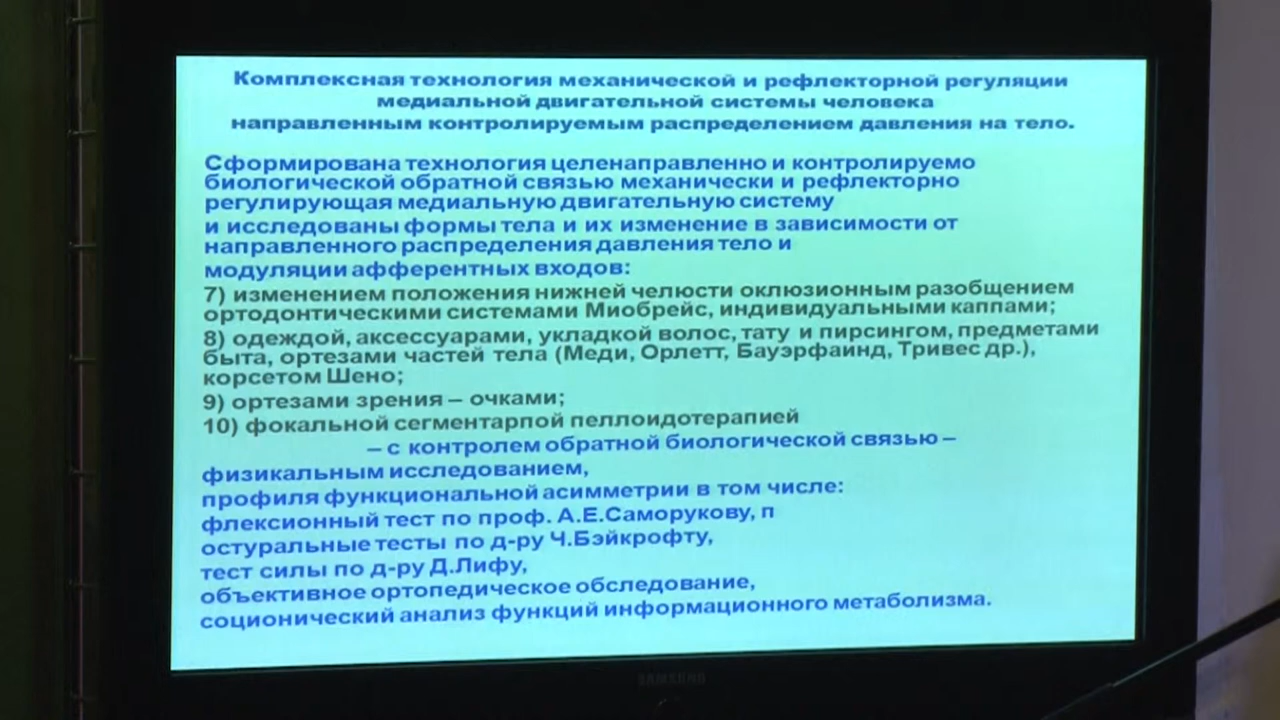 Комплексная технология механической и рефлекторной регуляции
медиальной двигательной системы человека
направленным контролируемым распределением давления на тело.
Сформирована технология целенаправленно и контролируемо
биологической обратной связью механически и рефлекторно
регулирующая медиальную двигательную систему
и исследованы формы тела и их изменение в зависимости от
направленного распределения давления тело и
модуляции афферентных входов:
7) изменением положения нижней челюсти оклюзионным разобщением
ортодонтическими системами Миобрейс, индивидуальными каппами;
8) одеждой, аксессуарами, укладкой волос, тату и пирсингом, предметами
быта, ортезами частей тела (Меди, Орлетт, Бауэрфаинд, Тривес др.),
корсетом Шено;
9) ортезами зрения – очками;
10) фокальной сегментарпой пеллоидотерапией
– с контролем обратной биологической связью –
физикальным исследованием,
профиля функциональной асимметрии в том числе:
флексионный тест по проф. А.Е.Саморукову, п
остуральные тесты по д-ру Ч.Бэйкрофту,
тест силы по д-ру Д.Лифу,
объективное ортопедическое обследование,
соционический анализ функций информационного метаболизма.
SAMSUNG